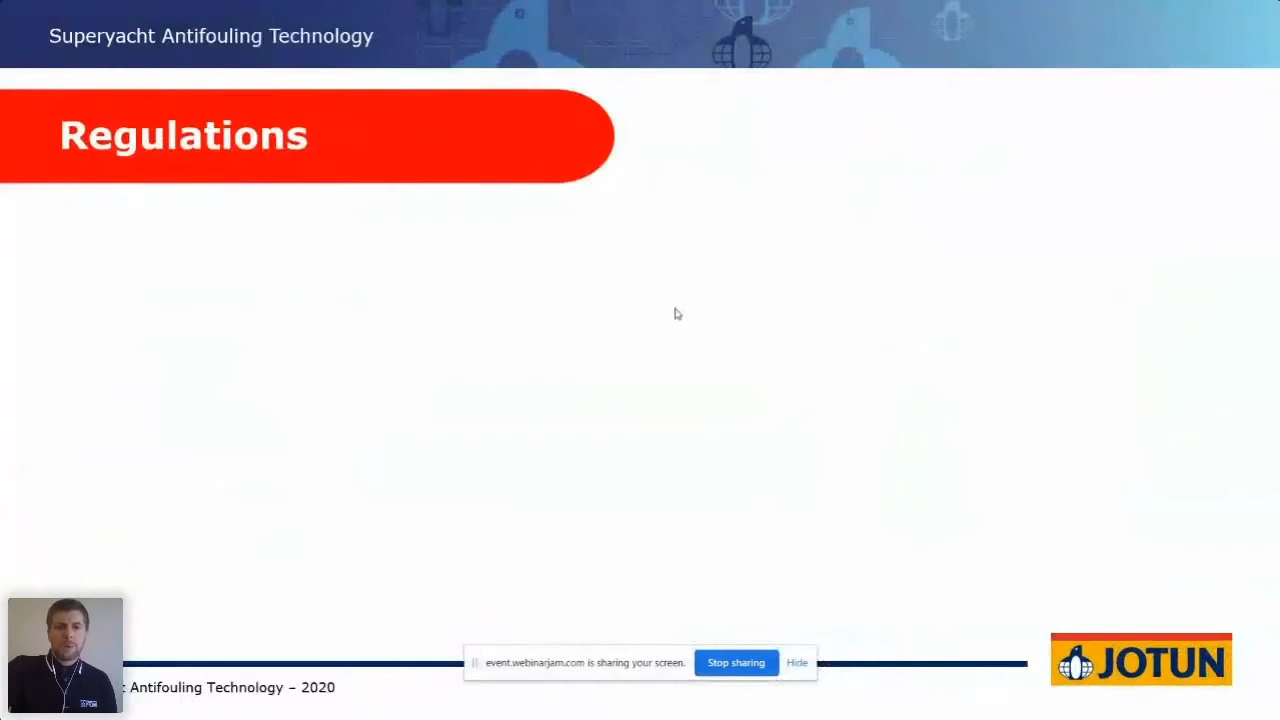 Superyacht Antifouling Technology
Regulations
event.webinarjam.com is sharing your screen.
Stop sharing
Hide
JOTUN
t Antifouling Technology – 2020